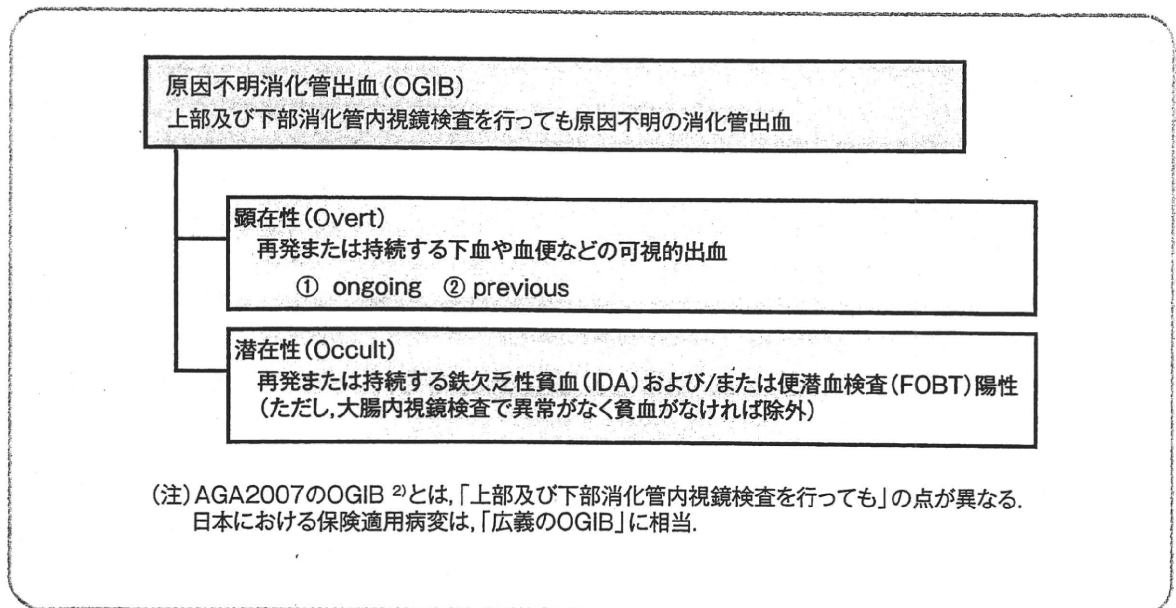 原因不明消化管出血(OGIB)
上部及び下部消化管内視鏡検査を行っても原因不明の消化管出血
顕在性(Overt)
再発または持続する下血や血便などの可視的出血
① ongoing ② previous
潜在性(Occult)
再発または持続する鉄欠乏性貧血(IDA)および/または便潜血検査(FOBT)陽性
(ただし,大腸内視鏡検査で異常がなく貧血がなければ除外)
(注)AGA2007のOGIB 2)とは,「上部及び下部消化管内視鏡検査を行っても」の点が異なる.
日本における保険適用病変は,「広義のOGIB」に相当.